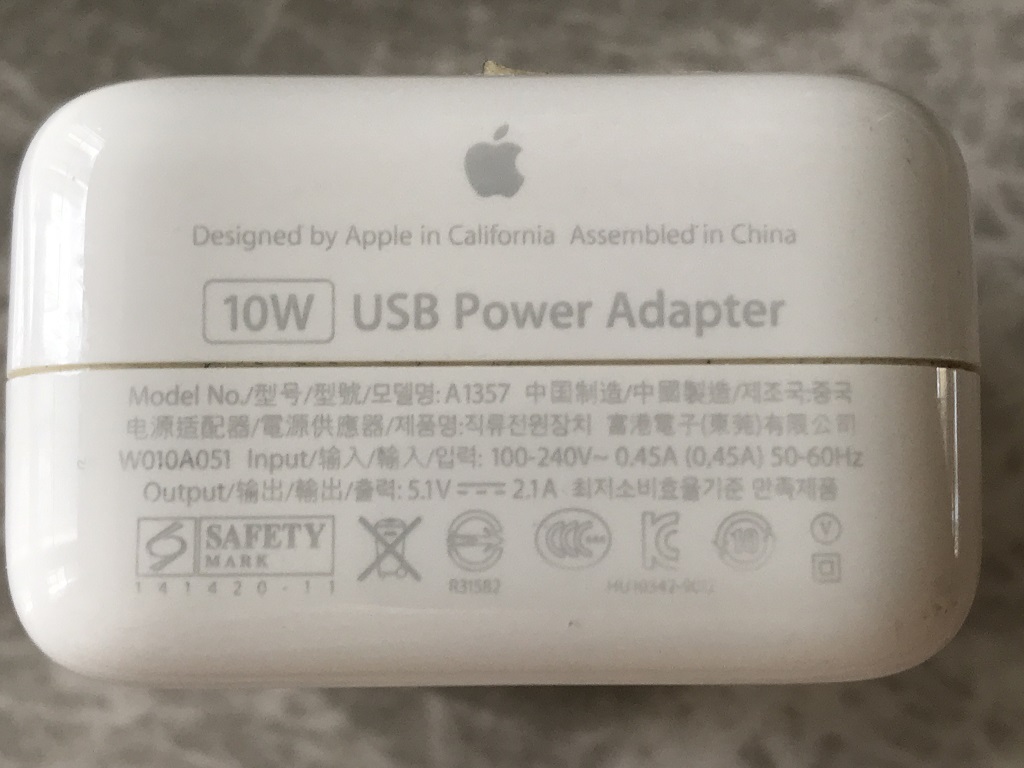 Designed by Apple in California Assembled in China
10W USB Power Adapter
Model No./型号/型號/모델명: A1357 中国制造/中國製造/제조국:중국
电源适配器/電源供應器/제품명:직류전원장치 富港電子(東莞)有限公司
W010A051 Input/输入/輸入/입력: 100-240V~ 0.45A (0,45A) 50-60Hz
Output/输出/輸出/출력: 5.1V ⎓ 2.1A 최저소비효율기준 만족제품
SAFETY
MARK
CCC
10
V
141420-11
R31582